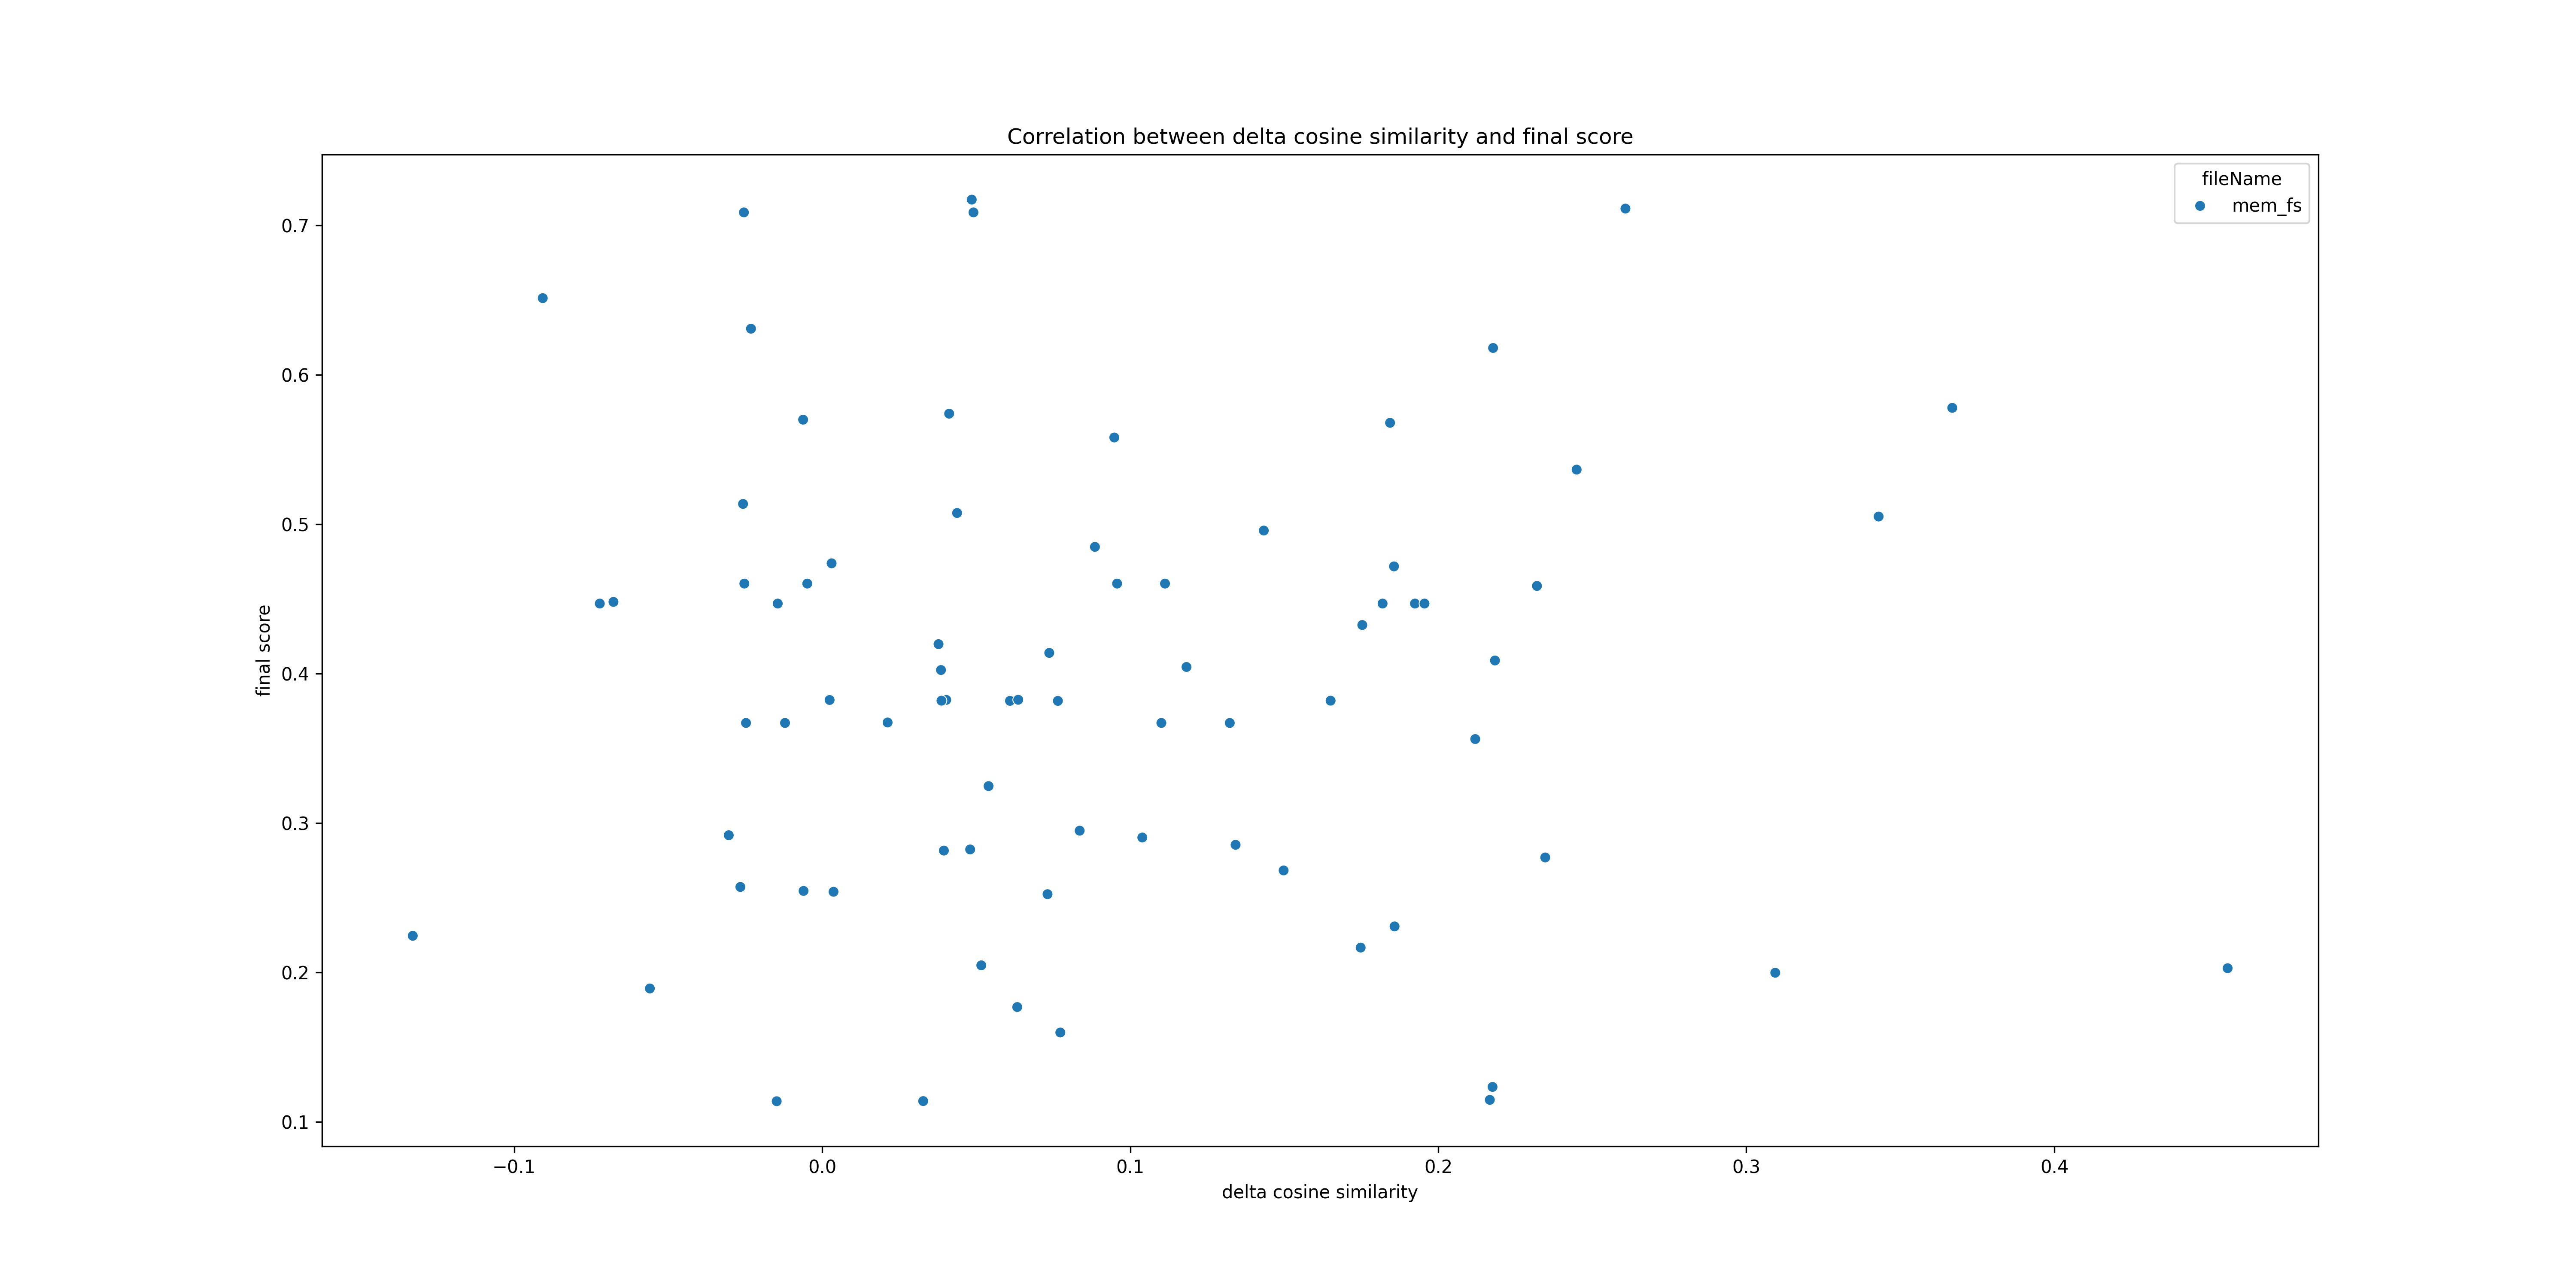 Correlation between delta cosine similarity and final score
fileName
mem_fs
0.7
0.6
0.5
0.4
0.3
0.2
0.1
final score
−0.1
0.0
0.1
0.2
0.3
0.4
delta cosine similarity